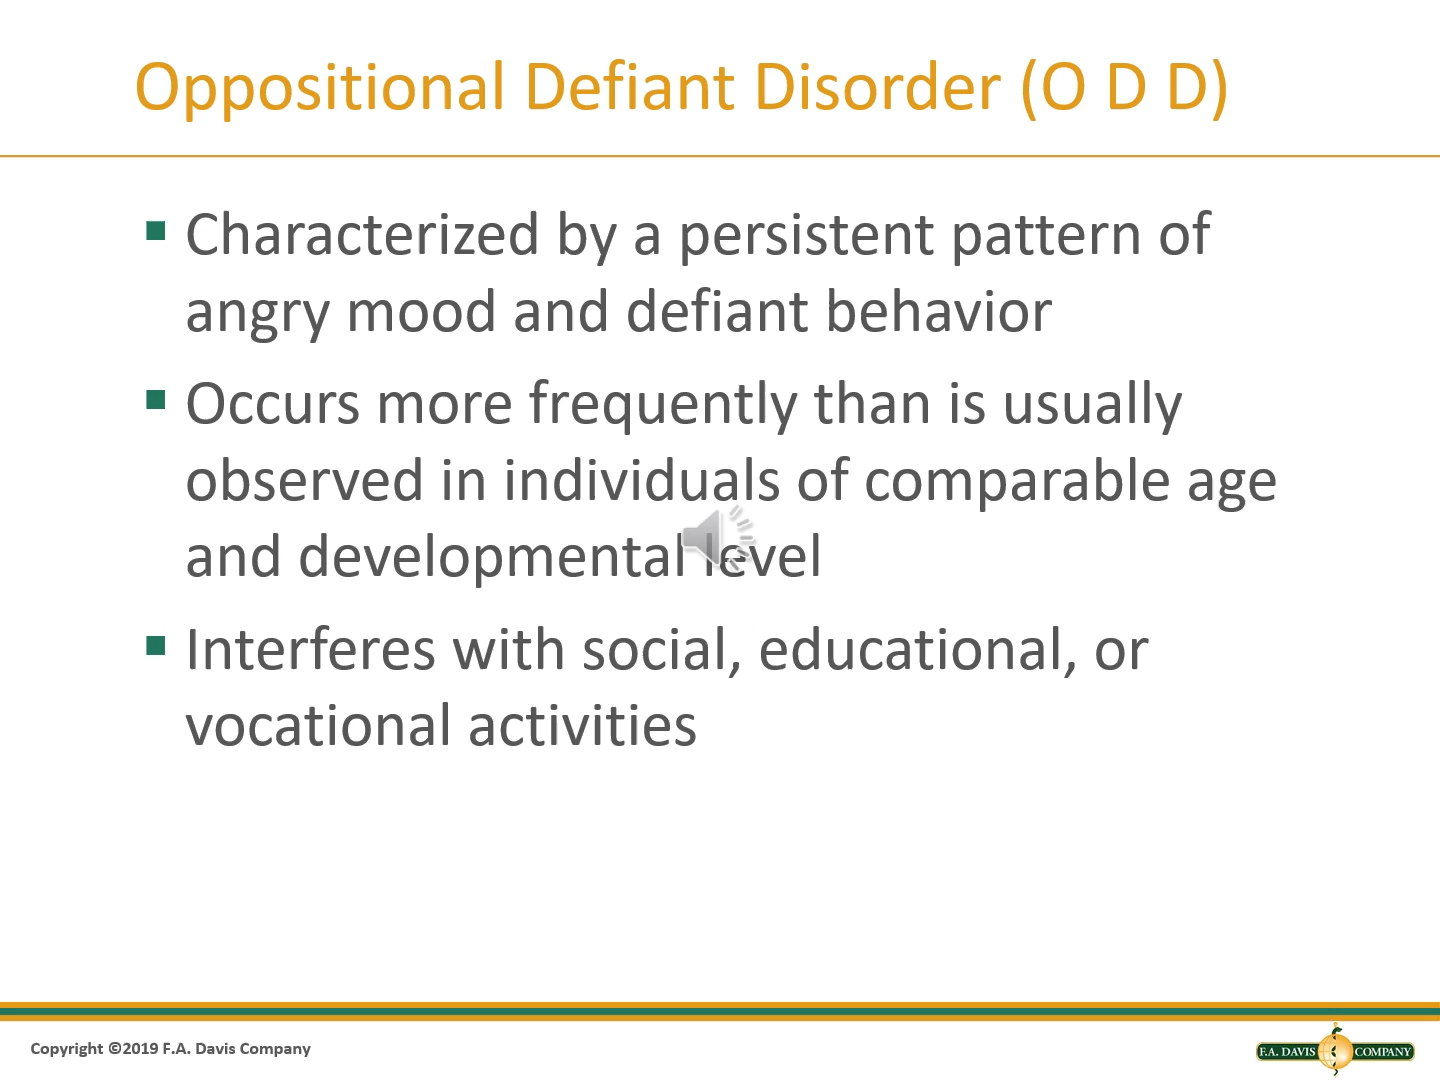 Oppositional Defiant Disorder (O D D)
Characterized by a persistent pattern of
angry mood and defiant behavior
Occurs more frequently than is usually
observed in individuals of comparable age
and developmental level
Interferes with social, educational, or
vocational activities
Copyright ©2019 F.A. Davis Company
F.A. DAVIS COMPANY